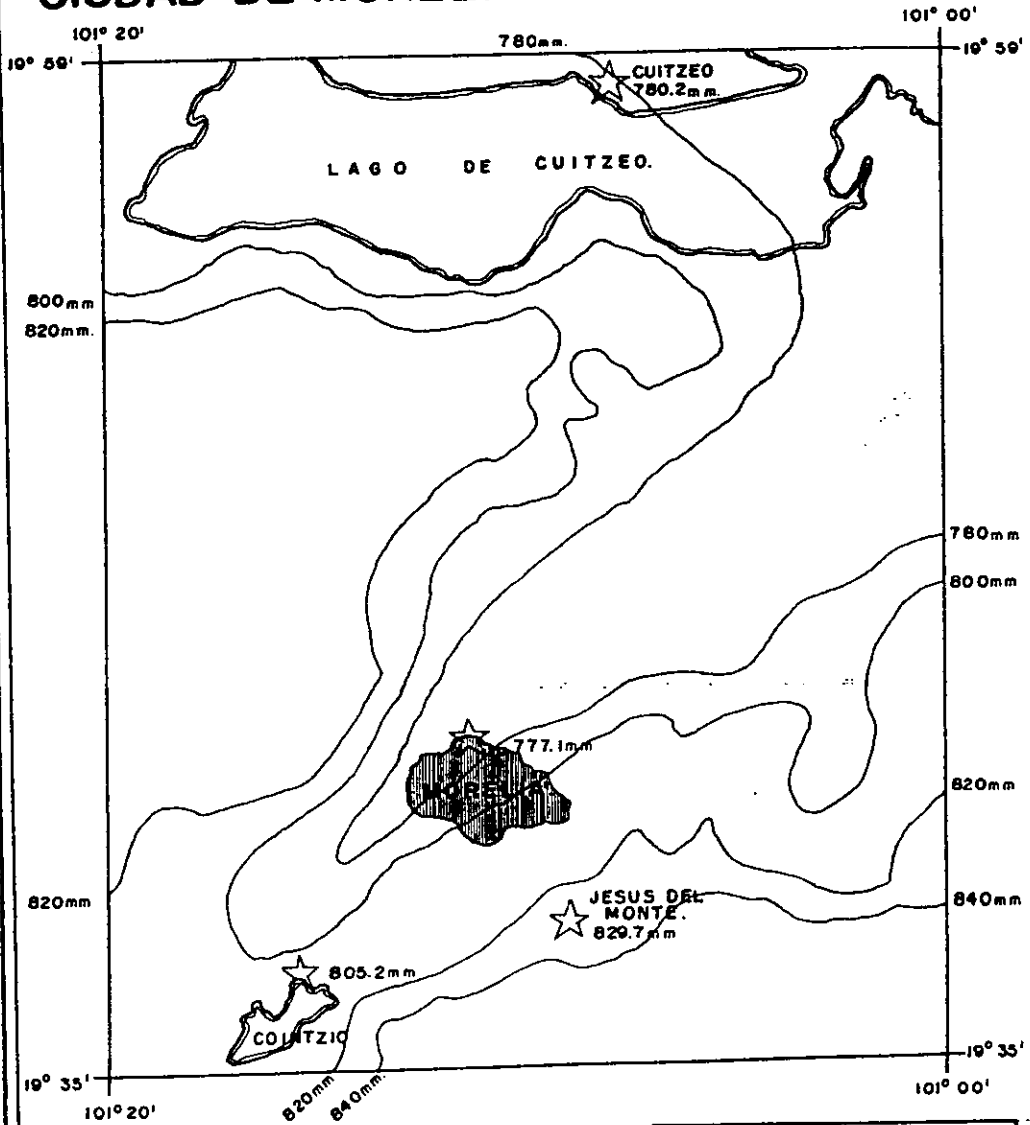 CIUDAD DE
101° 20'
101° 00'
19° 59'
780mm.
19° 59'
CUITZEO
780.2mm.
LAGO DE CUITZEO.
800mm
820mm.
780mm
800mm
777.1mm
MORELIA
820mm
820mm
JESUS DEL
MONTE.
829.7mm
840mm
805.2mm
COINTZIO
19° 35'
19° 35'
820mm
840mm.
101° 20'
101° 00'